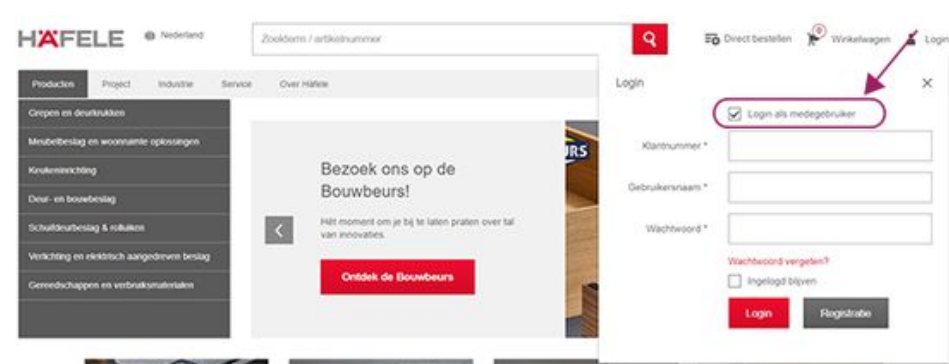 HÄFELE
Nederland
Zoekterm / artikelnummer
Direct bestellen
0
Winkelwagen
Login
Producten
Project
Industrie
Service
Over Häfele
Login
Login als medegebruiker
Klantnummer *
Gebruikersnaam *
Wachtwoord *
Wachtwoord vergeten?
Ingelogd blijven
Login
Registratie
Grepen en deurkrukken
Meubelbeslag en woonruimte oplossingen
Keukeninrichting
Deur- en bouwbeslag
Schuifdeurbeslag & rolluiken
Verlichting en elektrisch aangedreven beslag
Gereedschappen en verbruiksmaterialen
Bezoek ons op de
Bouwbeurs!
Hét moment om je bij te laten praten over tal
van innovaties.
Ontdek de Bouwbeurs
URS